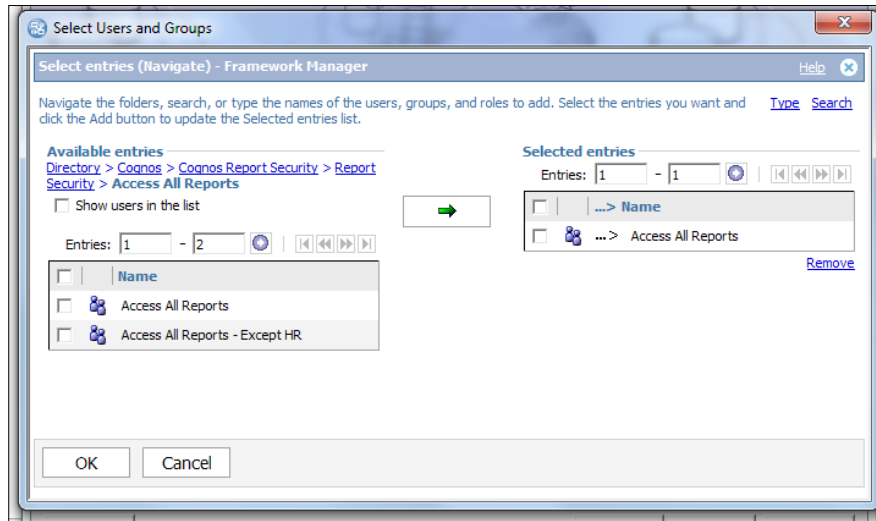 Select Users and Groups
Select entries (Navigate) - Framework Manager
Help
Navigate the folders, search, or type the names of the users, groups, and roles to add. Select the entries you want and
click the Add button to update the Selected entries list.
Type Search
Available entries
Directory > Cognos > Cognos Report Security > Report
Security > Access All Reports
Show users in the list
Entries: 1 - 2
Name
Access All Reports
Access All Reports - Except HR
Selected entries
Entries: 1 - 1
...> Name
...> Access All Reports
Remove
OK Cancel